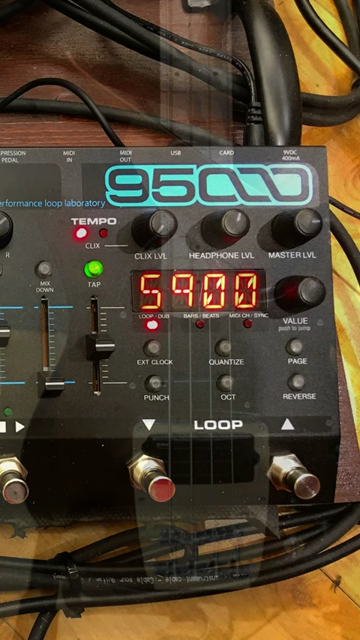 XPRESSION PEDAL
MIDI IN
MIDI OUT
USB
CARD
9VDC 400mA
erformance loop laboratory
95000
TEMPO
CLIX
R
CLIX LVL
HEADPHONE LVL
MASTER LVL
MIX DOWN
TAP
5900
LOOP - DUB
BARS / BEATS
MIDI CH / SYNC
VALUE
push to jump
EXT CLOCK
QUANTIZE
PAGE
PUNCH
OCT
REVERSE
LOOP